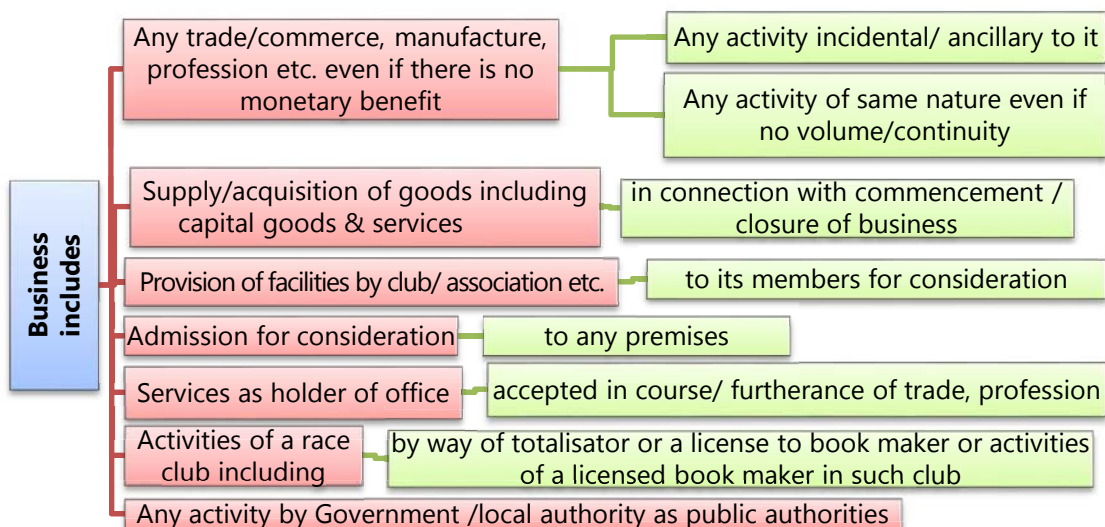 Business
includes
Any trade/commerce, manufacture,
profession etc. even if there is no
monetary benefit
Any activity incidental/ ancillary to it
Any activity of same nature even if
no volume/continuity
Supply/acquisition of goods including
capital goods & services
in connection with commencement /
closure of business
Provision of facilities by club/ association etc.
to its members for consideration
Admission for consideration
to any premises
Services as holder of office
accepted in course/ furtherance of trade, profession
Activities of a race
club including
by way of totalisator or a license to book maker or activities
of a licensed book maker in such club
Any activity by Government /local authority as public authorities